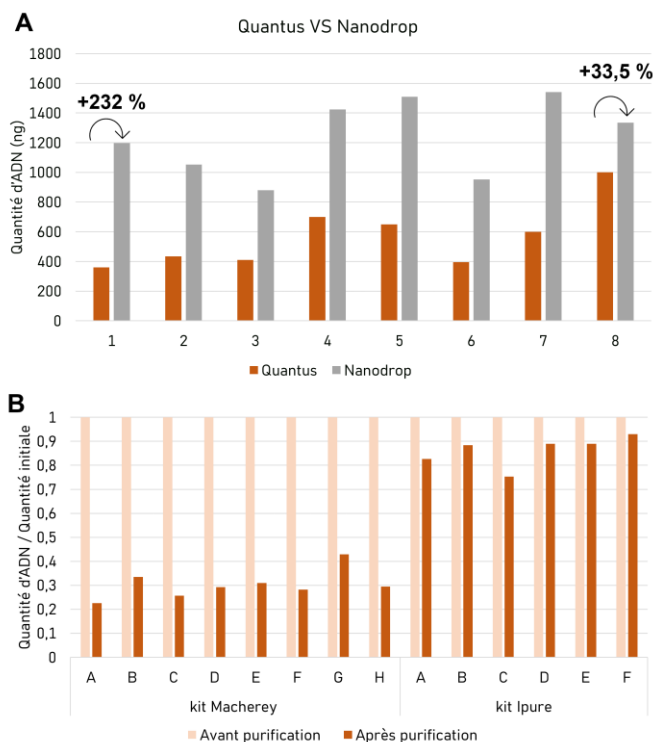 A
Quantus VS Nanodrop
Quantité d'ADN (ng)
1800
1600
1400
1200
1000
800
600
400
200
0
+232 %
+33,5 %
1 2 3 4 5 6 7 8
Quantus Nanodrop
B
Quantité d'ADN / Quantité initiale
1
0,9
0,8
0,7
0,6
0,5
0,4
0,3
0,2
0,1
0
A B C D E F G H A B C D E F
kit Macherey kit Ipure
Avant purification Après purification